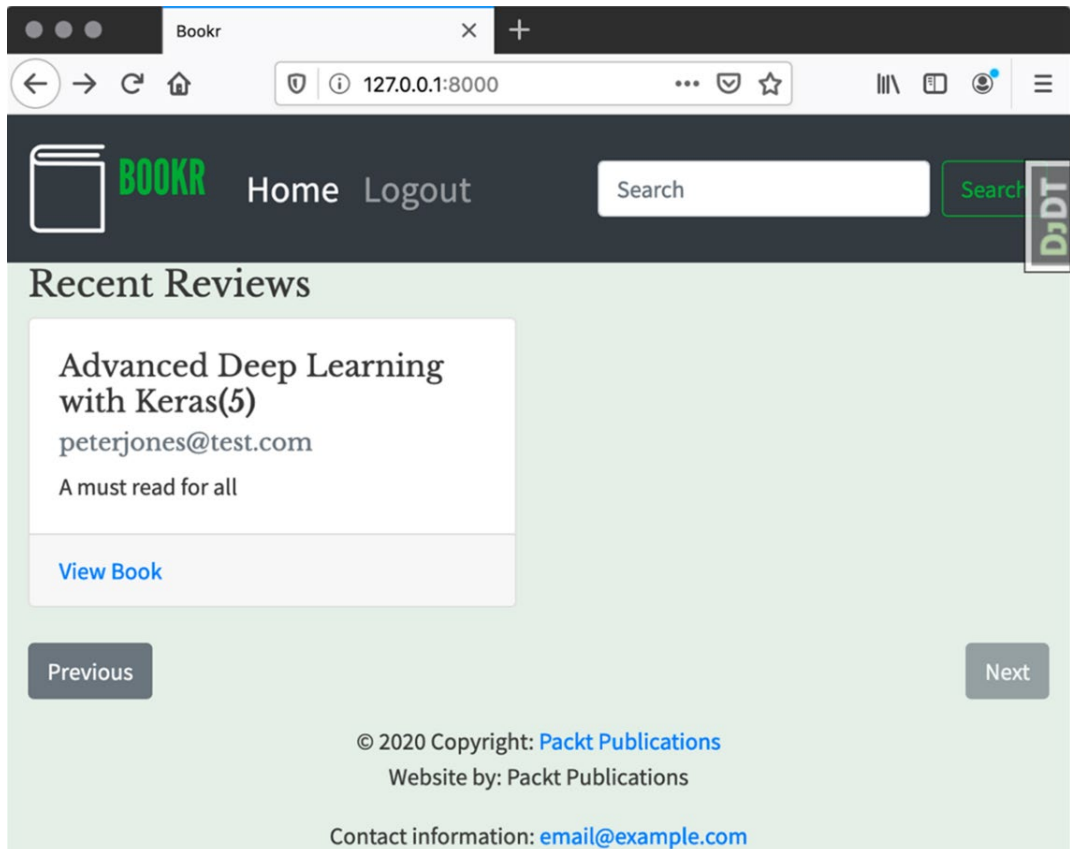 Bookr
127.0.0.1:8000
BOOKR Home Logout Search Search
DjDT
Recent Reviews
Advanced Deep Learning
with Keras(5)
peterjones@test.com
A must read for all
View Book
Previous Next
© 2020 Copyright: Packt Publications
Website by: Packt Publications
Contact information: email@example.com